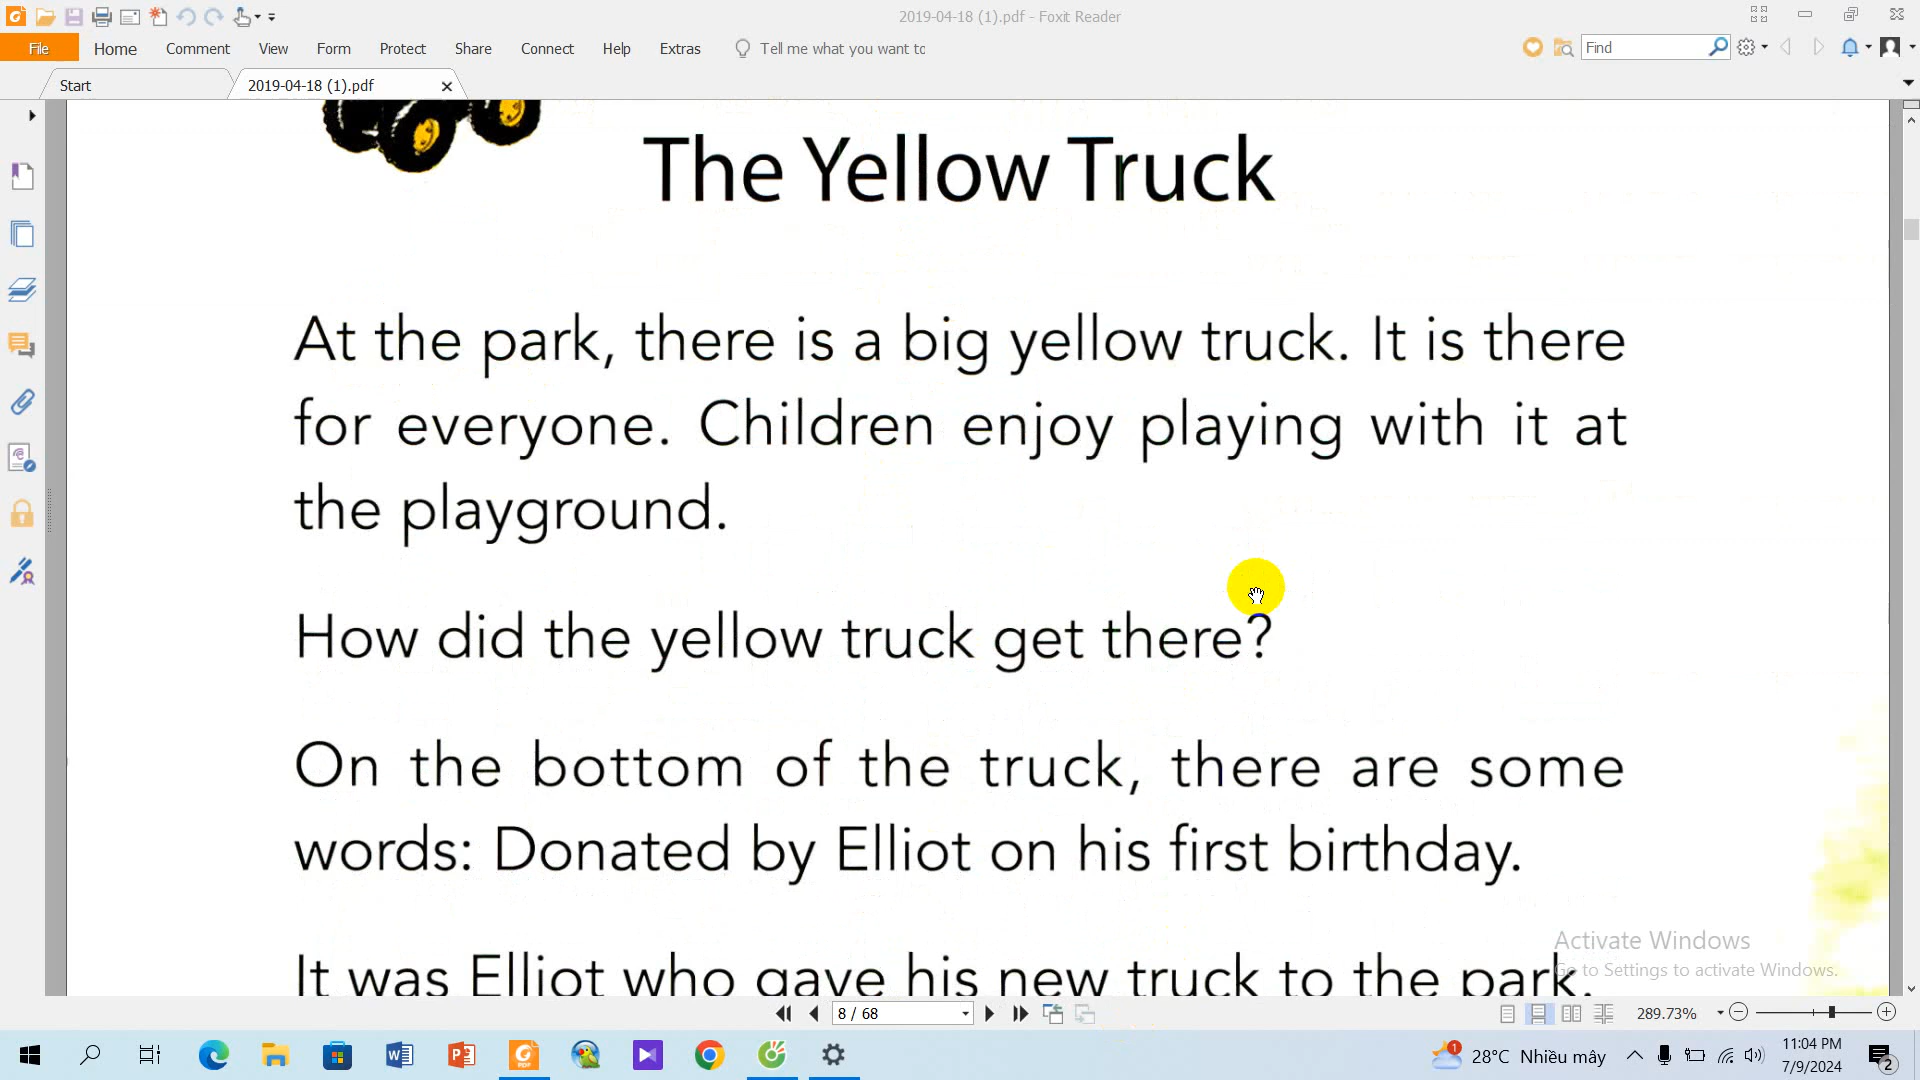 2019-04-18 (1).pdf - Foxit Reader
File Home Comment View Form Protect Share Connect Help Extras Tell me what you want to Find
Start 2019-04-18 (1).pdf
The Yellow Truck
At the park, there is a big yellow truck. It is there
for everyone. Children enjoy playing with it at
the playground.
How did the yellow truck get there?
On the bottom of the truck, there are some
words: Donated by Elliot on his first birthday.
It was Elliot who gave his new truck to the park.
Activate Windows
Go to Settings to activate Windows.
8 / 68 289.73%
1 28°C Nhiều mây 11:04 PM
7/9/2024 2